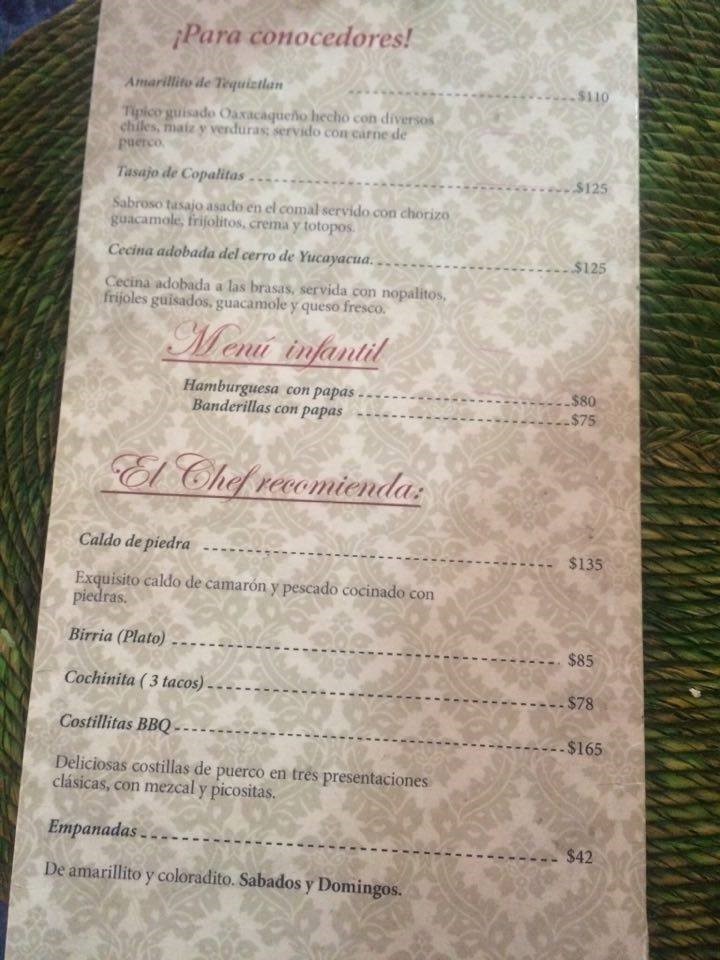 ¡Para conocedores!
Amarillito de Tequiztlan ---------- $110
Típico guisado Oaxacaqueño hecho con diversos
chiles, maíz y verduras; servido con carne de
puerco.
Tasajo de Copalitas ---------- $125
Sabroso tasajo asado en el comal servido con chorizo
guacamole, frijolitos, crema y totopos.
Cecina adobada del cerro de Yucayacua. ---------- $125
Cecina adobada a las brasas, servida con nopalitos,
frijoles guisados, guacamole y queso fresco.
Menú infantil
Hamburguesa con papas ---------- $80
Banderillas con papas ---------- $75
El Chef recomienda:
Caldo de piedra ---------- $135
Exquisito caldo de camarón y pescado cocinado con
piedras.
Birria (Plato) ---------- $85
Cochinita ( 3 tacos) ---------- $78
Costillitas BBQ ---------- $165
Deliciosas costillas de puerco en tres presentaciones
clásicas, con mezcal y picositas.
Empanadas ---------- $42
De amarillito y coloradito. Sabados y Domingos.